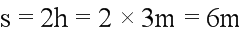 s = 2h = 2 × 3m = 6m